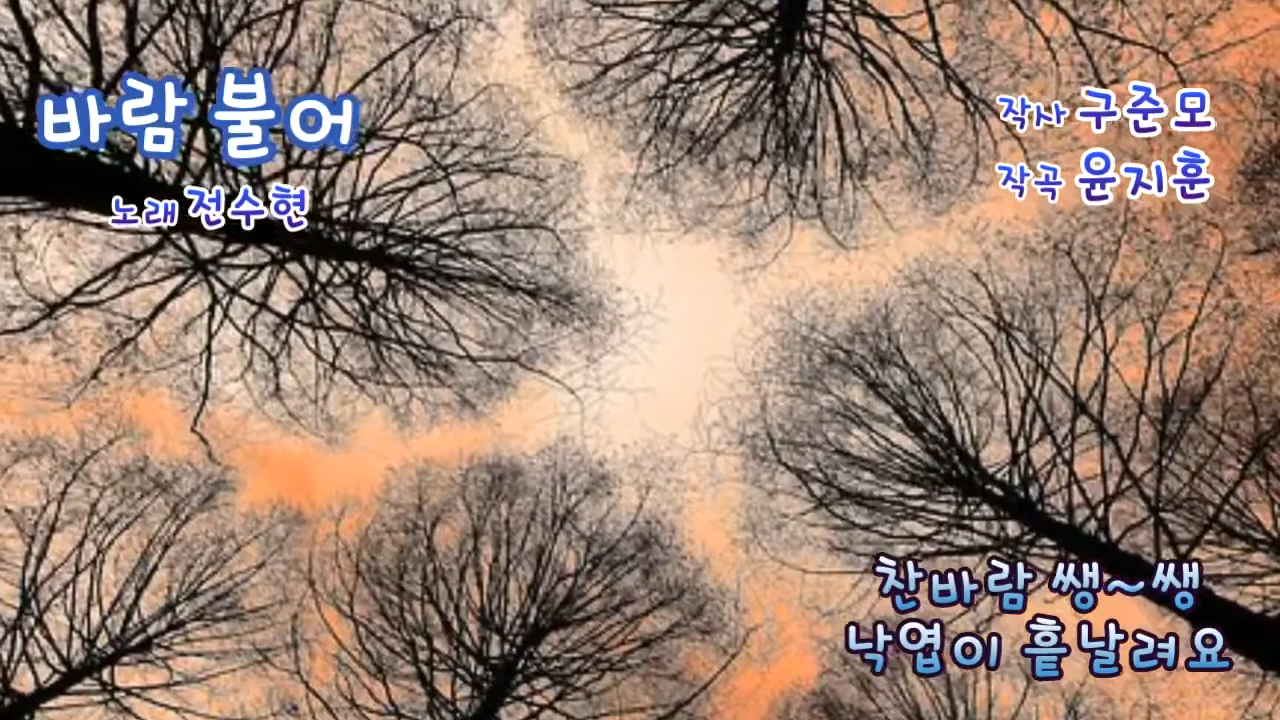 바람 불어
노래 전수현
작사 구준모
작곡 윤지훈
찬바람 쌩~쌩
낙엽이 흩날려요